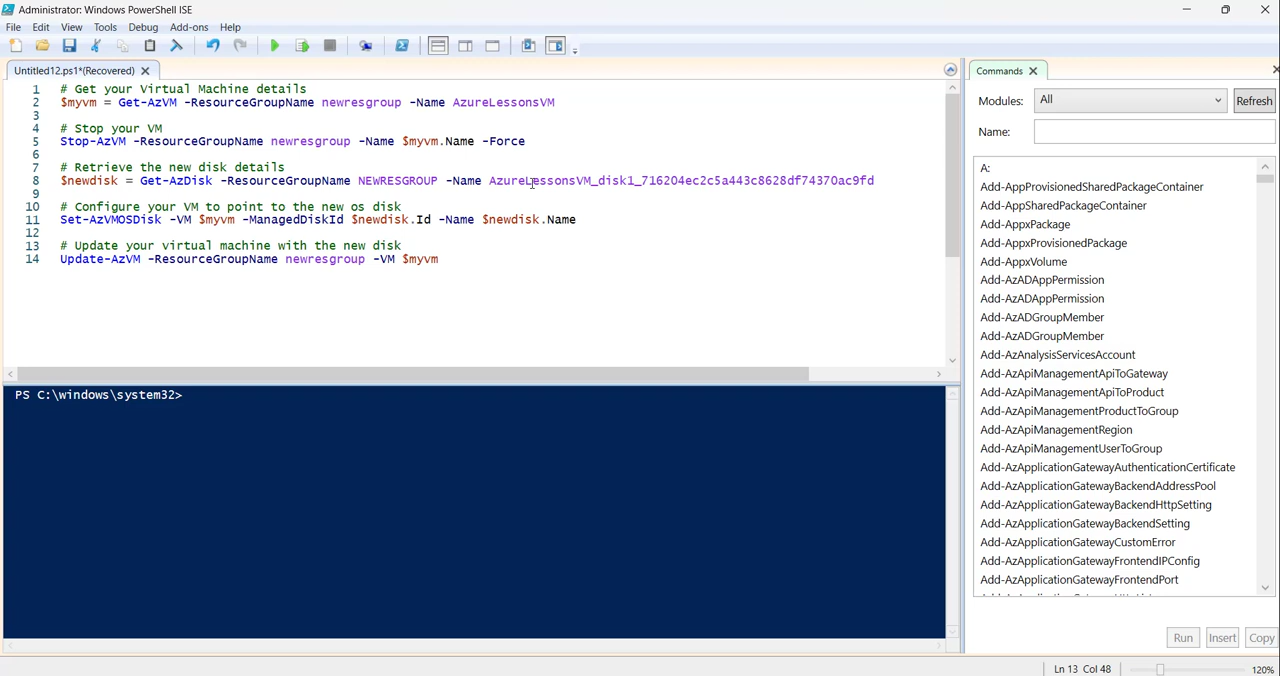 Administrator: Windows PowerShell ISE
File Edit View Tools Debug Add-ons Help
Untitled12.ps1*(Recovered)
1 # Get your Virtual Machine details
2 $myvm = Get-AzVM -ResourceGroupName newresgroup -Name AzureLessonsVM
3
4 # Stop your VM
5 Stop-AzVM -ResourceGroupName newresgroup -Name $myvm.Name -Force
6
7 # Retrieve the new disk details
8 $newdisk = Get-AzDisk -ResourceGroupName NEWRESGROUP -Name AzureLessonsVM_disk1_716204ec2c5a443c8628df74370ac9fd
9
10 # Configure your VM to point to the new os disk
11 Set-AzVMOSDisk -VM $myvm -ManagedDiskId $newdisk.Id -Name $newdisk.Name
12
13 # Update your virtual machine with the new disk
14 Update-AzVM -ResourceGroupName newresgroup -VM $myvm
PS C:\windows\system32>
Commands
Modules: All Refresh
Name:
A:
Add-AppProvisionedSharedPackageContainer
Add-AppSharedPackageContainer
Add-AppxPackage
Add-AppxProvisionedPackage
Add-AppxVolume
Add-AzADAppPermission
Add-AzADAppPermission
Add-AzADGroupMember
Add-AzADGroupMember
Add-AzAnalysisServicesAccount
Add-AzApiManagementApiToGateway
Add-AzApiManagementApiToProduct
Add-AzApiManagementProductToGroup
Add-AzApiManagementRegion
Add-AzApiManagementUserToGroup
Add-AzApplicationGatewayAuthenticationCertificate
Add-AzApplicationGatewayBackendAddressPool
Add-AzApplicationGatewayBackendHttpSetting
Add-AzApplicationGatewayBackendSetting
Add-AzApplicationGatewayCustomError
Add-AzApplicationGatewayFrontendIPConfig
Add-AzApplicationGatewayFrontendPort
Run Insert Copy
Ln 13 Col 48 120%